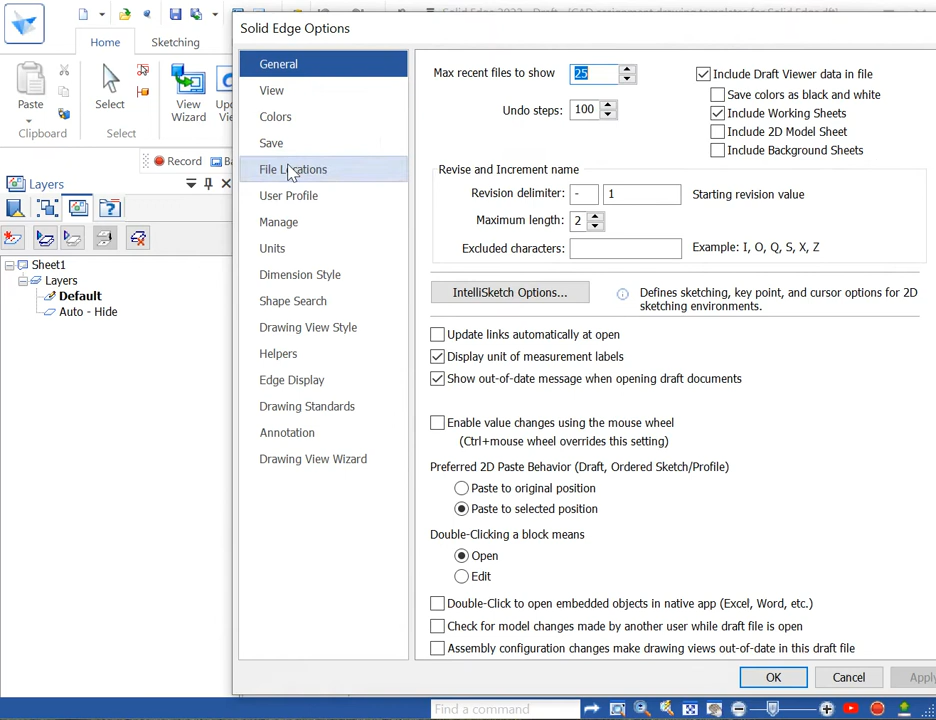 Solid Edge Options
Home
Sketching
Paste
Select
View
Wizard
Clipboard
Select
Record
Layers
Sheet1
Layers
Default
Auto - Hide
General
View
Colors
Save
File Locations
User Profile
Manage
Units
Dimension Style
Shape Search
Drawing View Style
Helpers
Edge Display
Drawing Standards
Annotation
Drawing View Wizard
Max recent files to show 25
Undo steps: 100
Include Draft Viewer data in file
Save colors as black and white
Include Working Sheets
Include 2D Model Sheet
Include Background Sheets
Revise and Increment name
Revision delimiter: - 1 Starting revision value
Maximum length: 2
Excluded characters: Example: I, O, Q, S, X, Z
IntelliSketch Options... Defines sketching, key point, and cursor options for 2D
sketching environments.
Update links automatically at open
Display unit of measurement labels
Show out-of-date message when opening draft documents
Enable value changes using the mouse wheel
(Ctrl+mouse wheel overrides this setting)
Preferred 2D Paste Behavior (Draft, Ordered Sketch/Profile)
Paste to original position
Paste to selected position
Double-Clicking a block means
Open
Edit
Double-Click to open embedded objects in native app (Excel, Word, etc.)
Check for model changes made by another user while draft file is open
Assembly configuration changes make drawing views out-of-date in this draft file
OK Cancel Apply
Find a command